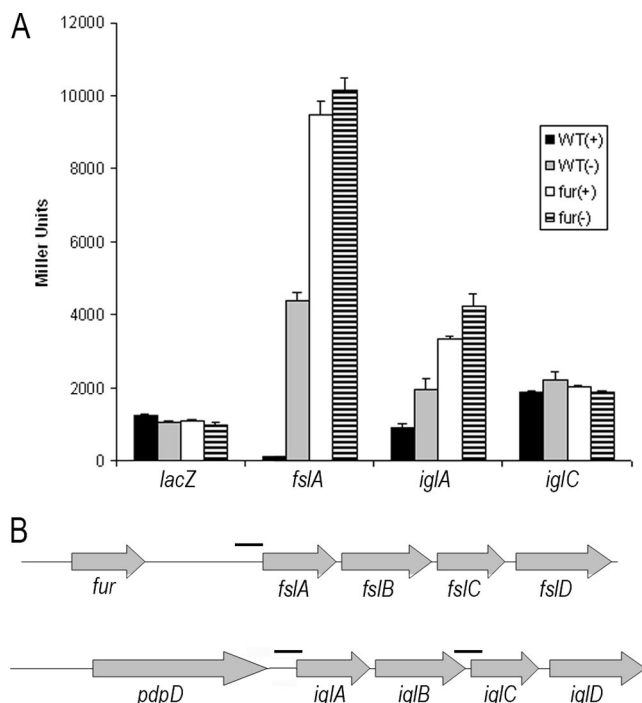 A
12000
10000
8000
6000
4000
2000
0
Miller Units
WT(+)
WT(-)
fur(+)
fur(-)
lacZ fslA iglA iglC
B
fur fslA fslB fslC fslD
pdpD iglA iglB iglC iglD